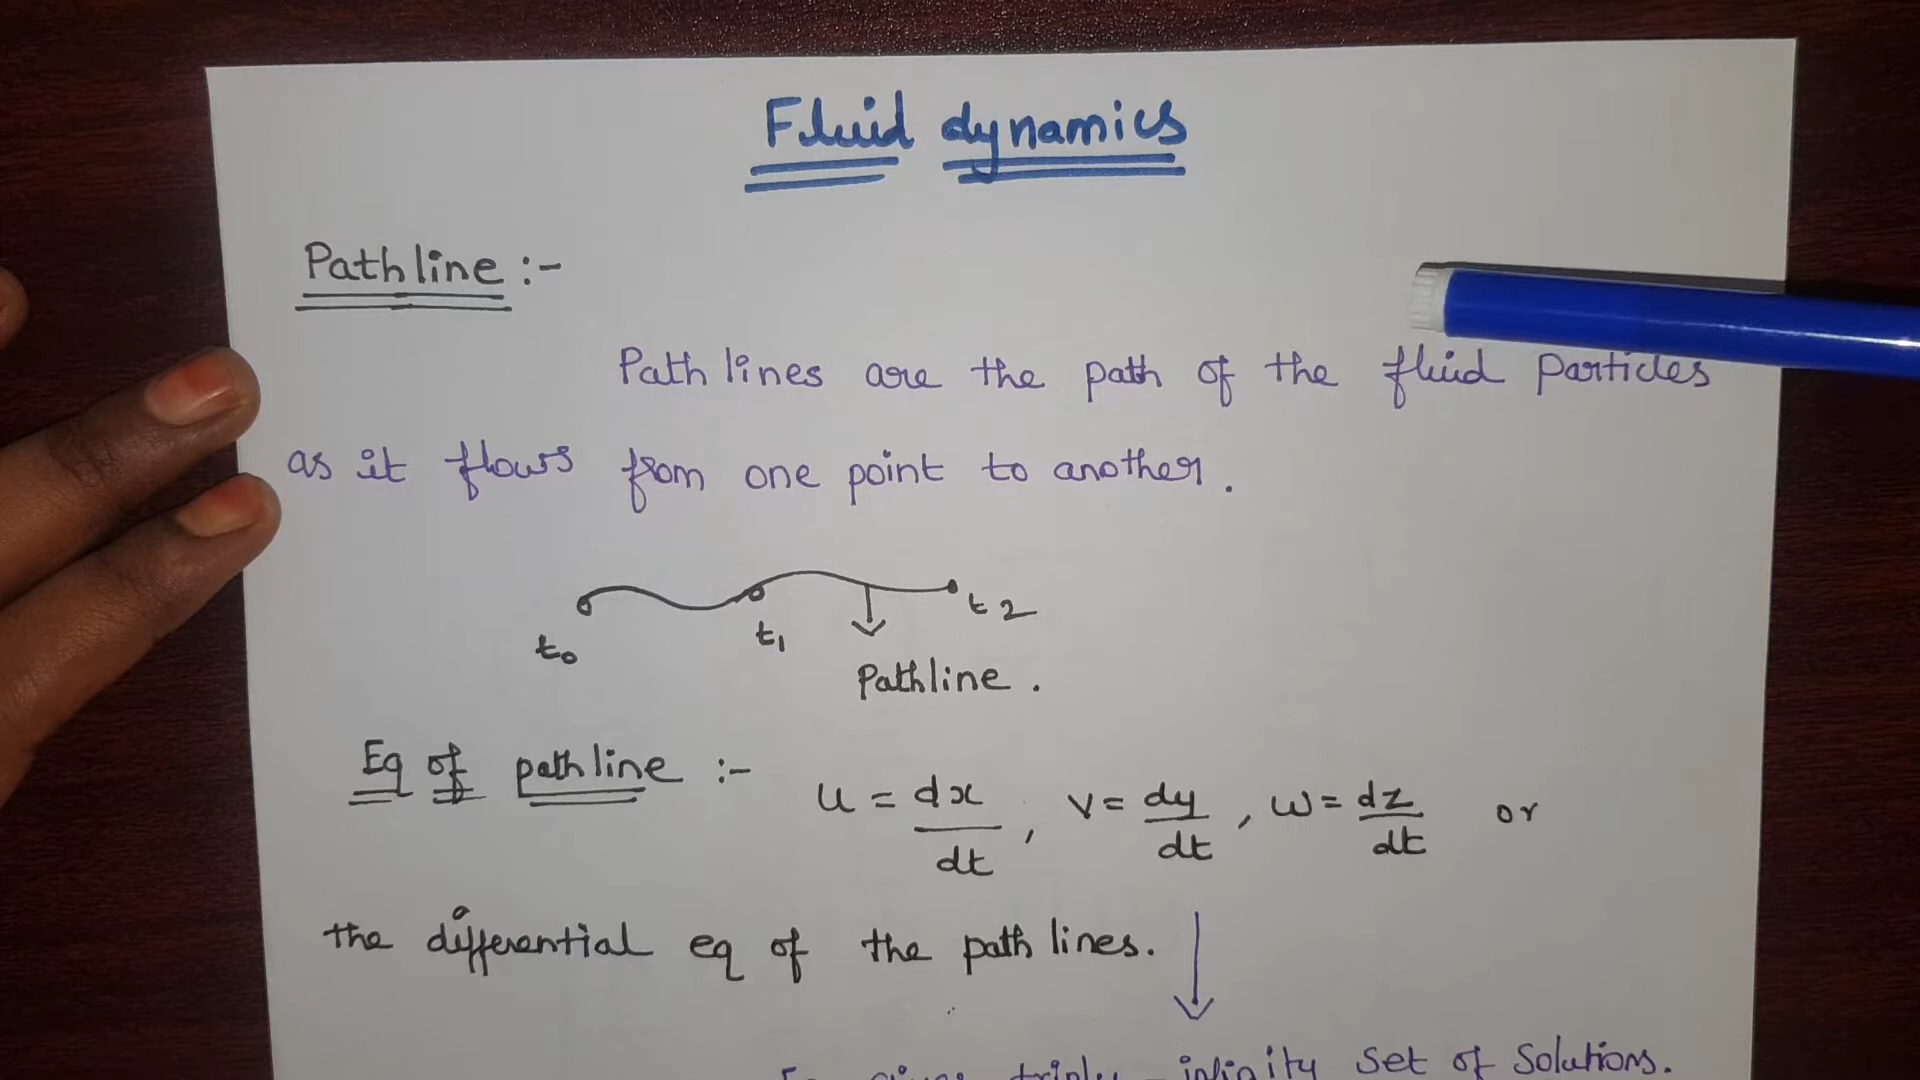 Fluid dynamics
Pathline :-
Path lines are the path of the fluid particles
as it flows from one point to another.
t₀ t₁ t2
Pathline .
Eq of pathline :- u = dx/dt , v = dy/dt , w = dz/dt or
the differential eq of the path lines.
infinity set of solutions.